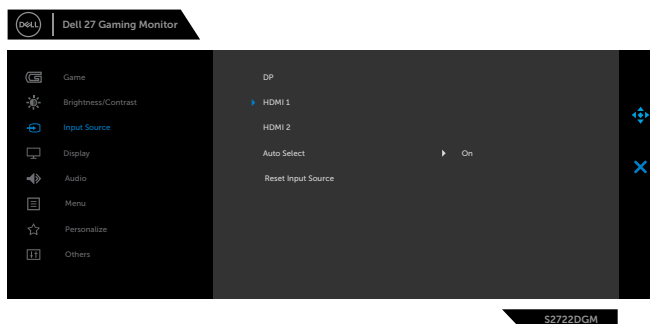 DELL
Dell 27 Gaming Monitor
Game
DP
Brightness/Contrast
HDMI 1
Input Source
HDMI 2
Display
Auto Select
On
Audio
Reset Input Source
Menu
Personalize
Others
S2722DGM